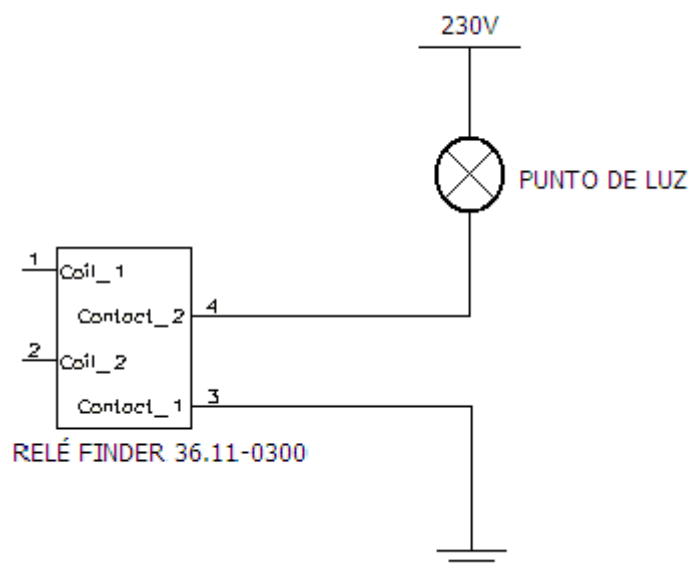 230V
PUNTO DE LUZ
1
Coil_1
4
Contact_2
2
Coil_2
3
Contact_1
RELÉ FINDER 36.11-0300